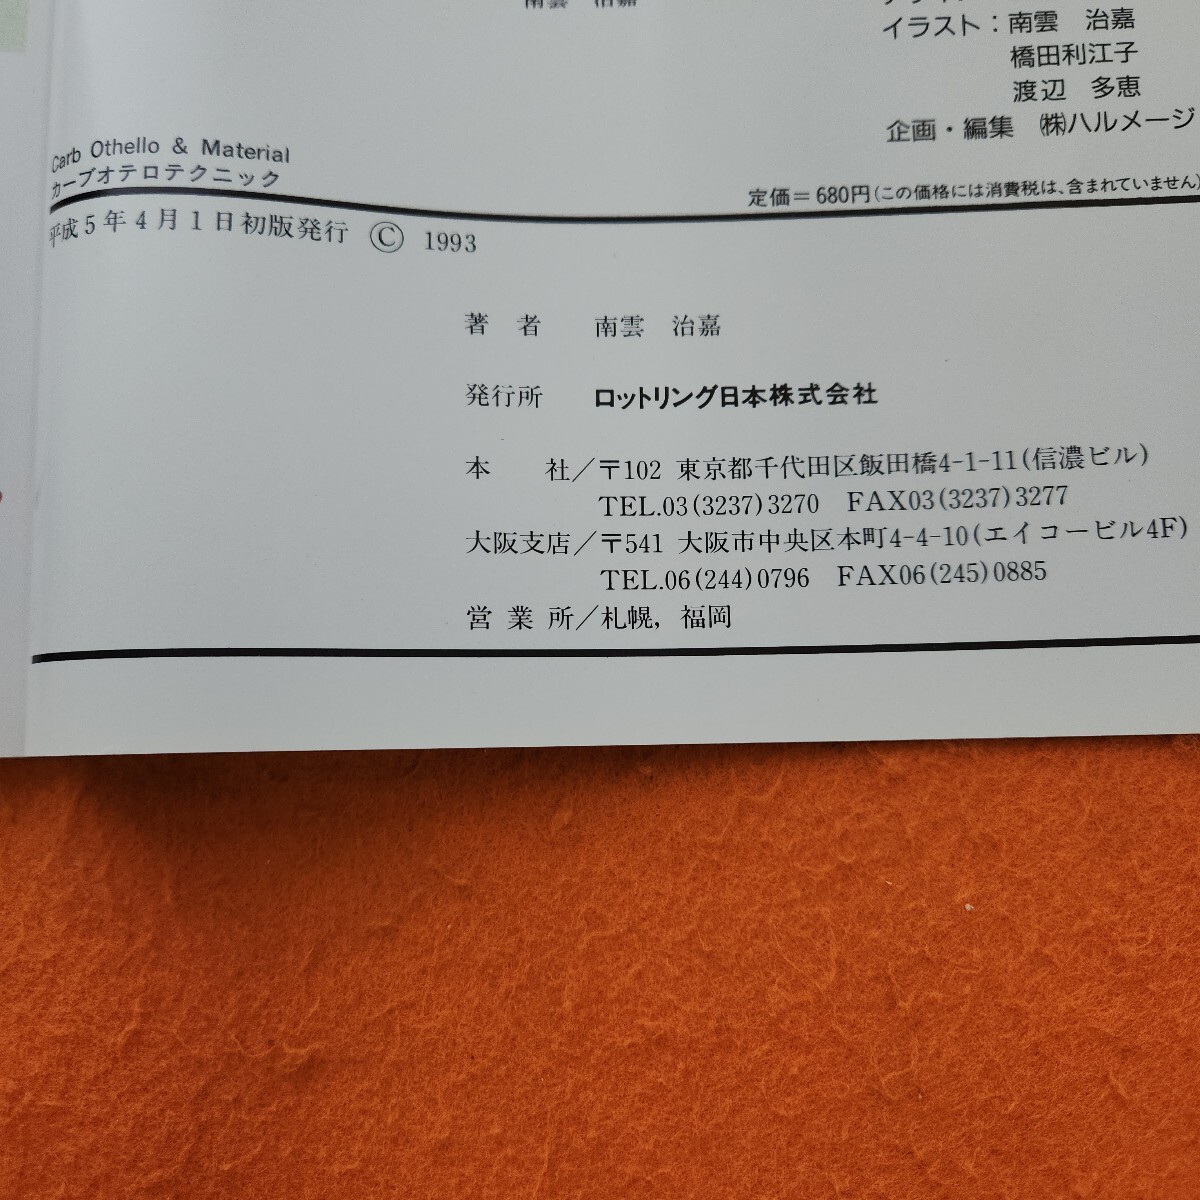 南雲　治嘉
イラスト：南雲　治嘉
橋田利江子
渡辺　多恵
企画・編集　㈱ハルメージ
Carb Othello & Material
カーブオテロテクニック
定価＝680円（この価格には消費税は、含まれていません）
平成5年4月1日初版発行　Ⓒ　1993
著　者　南雲　治嘉
発行所　ロットリング日本株式会社
本　　社／〒102 東京都千代田区飯田橋4-1-11(信濃ビル)
TEL.03(3237)3270　FAX03(3237)3277
大阪支店／〒541 大阪市中央区本町4-4-10(エイコービル4F)
TEL.06(244)0796　FAX06(245)0885
営 業 所／札幌，福岡